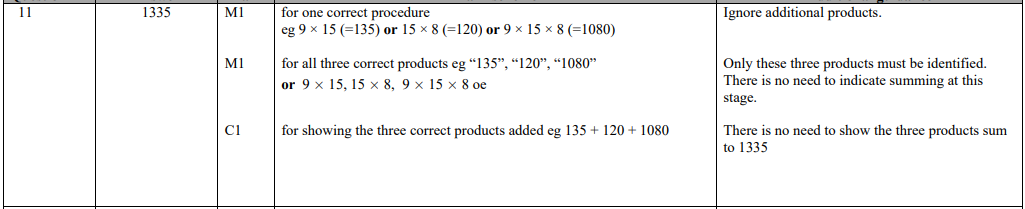 11 1335 M1 for one correct procedure Ignore additional products.
eg 9 × 15 (=135) or 15 × 8 (=120) or 9 × 15 × 8 (=1080)
M1 for all three correct products eg “135”, “120”, “1080” Only these three products must be identified.
or 9 × 15, 15 × 8, 9 × 15 × 8 oe There is no need to indicate summing at this
stage.
C1 for showing the three correct products added eg 135 + 120 + 1080 There is no need to show the three products sum
to 1335